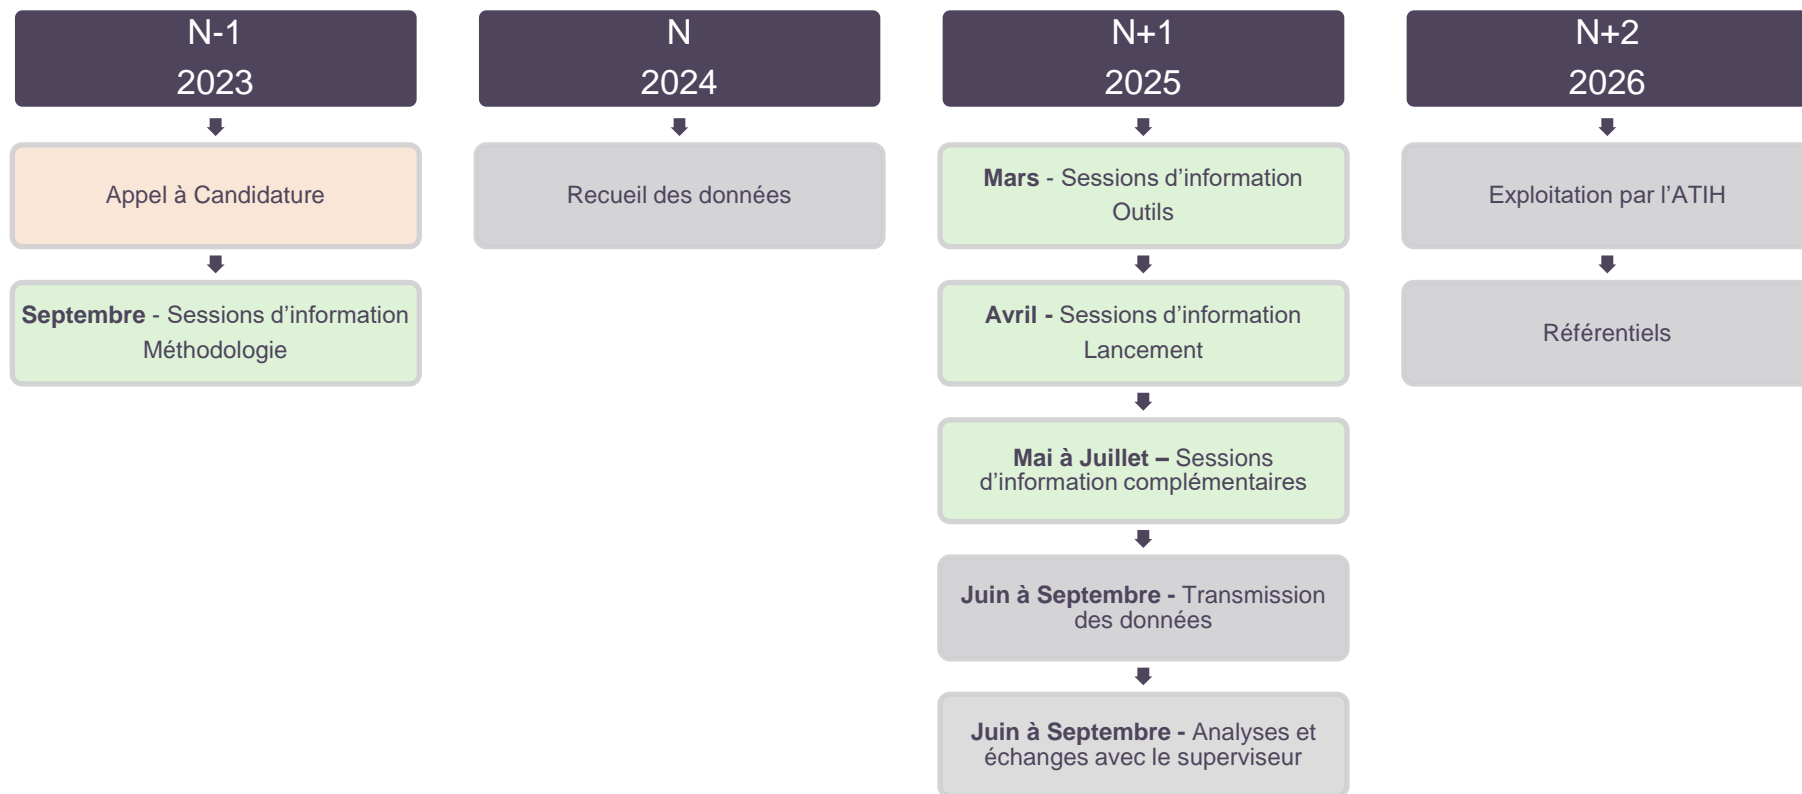 N-1
2023
Appel à Candidature
Septembre - Sessions d’information
Méthodologie
N
2024
Recueil des données
N+1
2025
Mars - Sessions d’information
Outils
Avril - Sessions d’information
Lancement
Mai à Juillet – Sessions
d’information complémentaires
Juin à Septembre - Transmission
des données
Juin à Septembre - Analyses et
échanges avec le superviseur
N+2
2026
Exploitation par l’ATIH
Référentiels